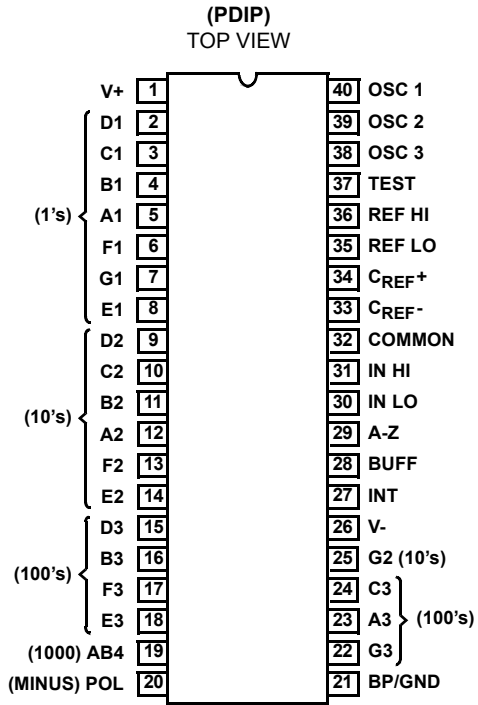 (PDIP)
TOP VIEW
V+ 1 40 OSC 1
D1 2 39 OSC 2
C1 3 38 OSC 3
B1 4 37 TEST
(1's) A1 5 36 REF HI
F1 6 35 REF LO
G1 7 34 CREF+
E1 8 33 CREF-
D2 9 32 COMMON
C2 10 31 IN HI
B2 11 30 IN LO
(10's) A2 12 29 A-Z
F2 13 28 BUFF
E2 14 27 INT
D3 15 26 V-
B3 16 25 G2 (10's)
(100's) F3 17 24 C3
E3 18 23 A3 (100's)
(1000) AB4 19 22 G3
(MINUS) POL 20 21 BP/GND